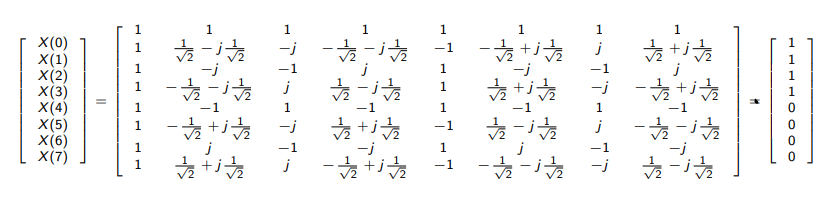 X(0) 1 1 1 1 1 1 1 1 1
X(1) 1 1/√2 − j 1/√2 −j −1/√2 − j 1/√2 −1 −1/√2 + j 1/√2 j 1/√2 + j 1/√2 1
X(2) 1 −j −1 j 1 −j −1 j 1
X(3) = 1 −1/√2 − j 1/√2 j 1/√2 − j 1/√2 1 1/√2 + j 1/√2 −j −1/√2 + j 1/√2 1
X(4) 1 −1 1 −1 1 −1 1 −1 0
X(5) 1 −1/√2 + j 1/√2 −j 1/√2 + j 1/√2 −1 1/√2 − j 1/√2 j −1/√2 − j 1/√2 0
X(6) 1 j −1 −j 1 j −1 −j 0
X(7) 1 1/√2 + j 1/√2 j −1/√2 + j 1/√2 −1 −1/√2 − j 1/√2 −j 1/√2 − j 1/√2 0